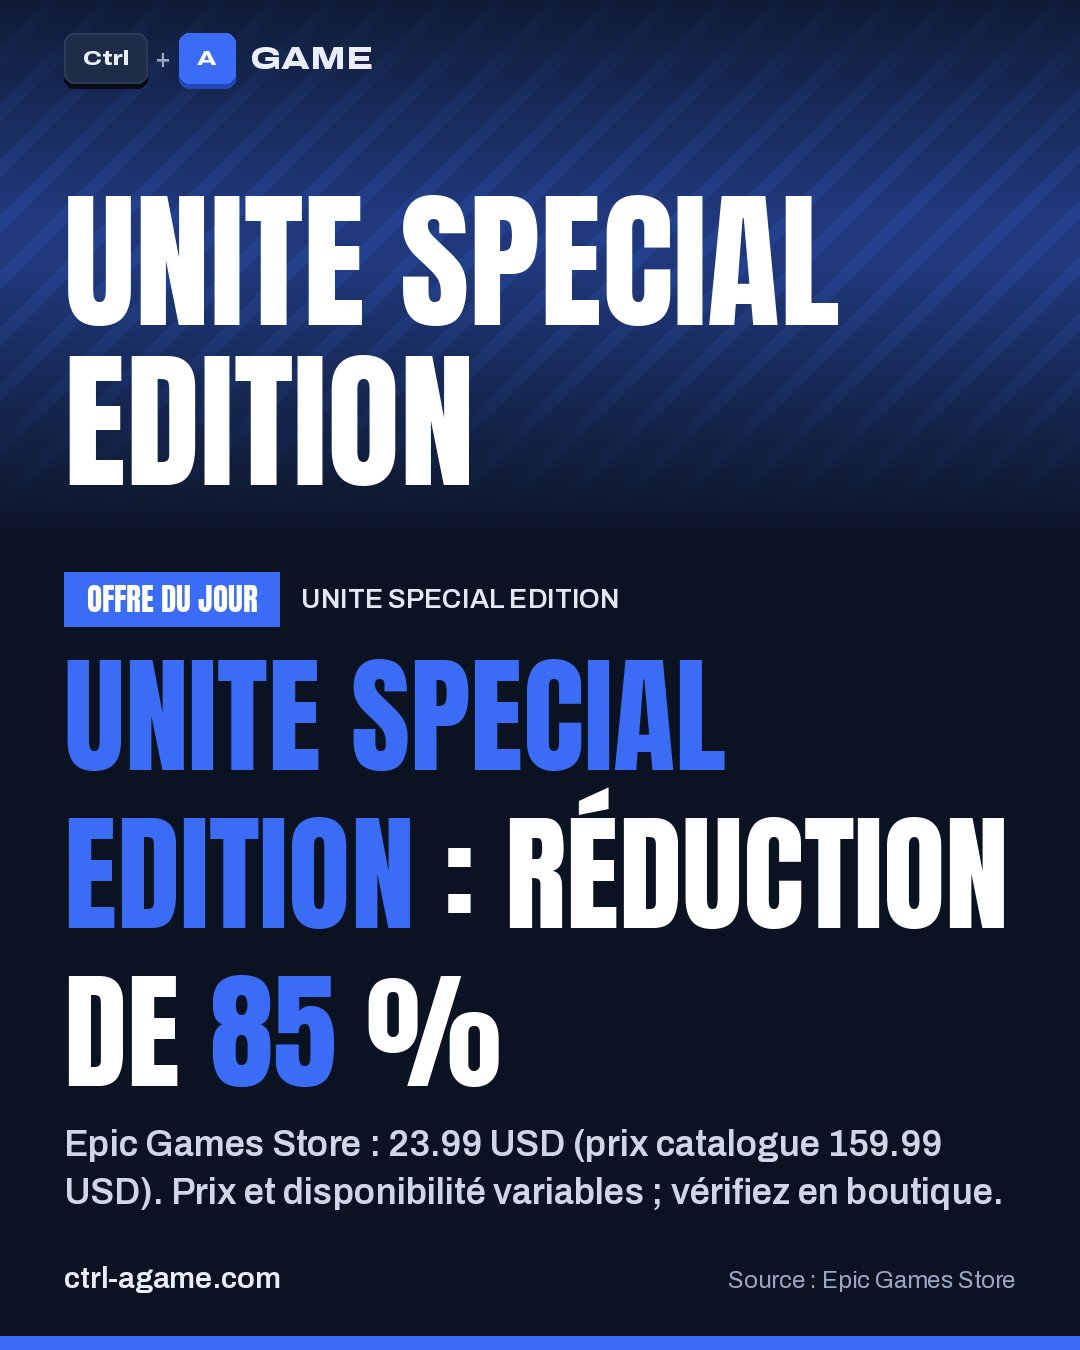 Ctrl + A GAME
UNITE SPECIAL
EDITION
OFFRE DU JOUR UNITE SPECIAL EDITION
UNITE SPECIAL
EDITION : RÉDUCTION
DE 85 %
Epic Games Store : 23.99 USD (prix catalogue 159.99
USD). Prix et disponibilité variables ; vérifiez en boutique.
ctrl-agame.com Source : Epic Games Store